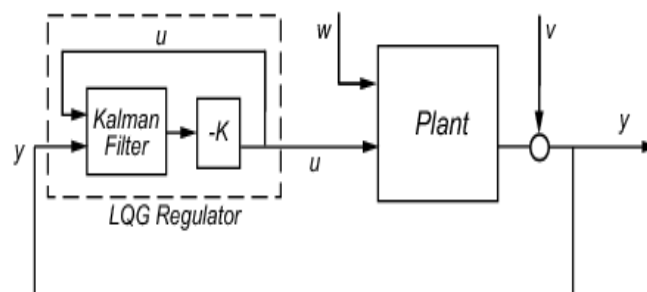 u
w
v
Kalman
Filter
-K
Plant
y
y
u
LQG Regulator